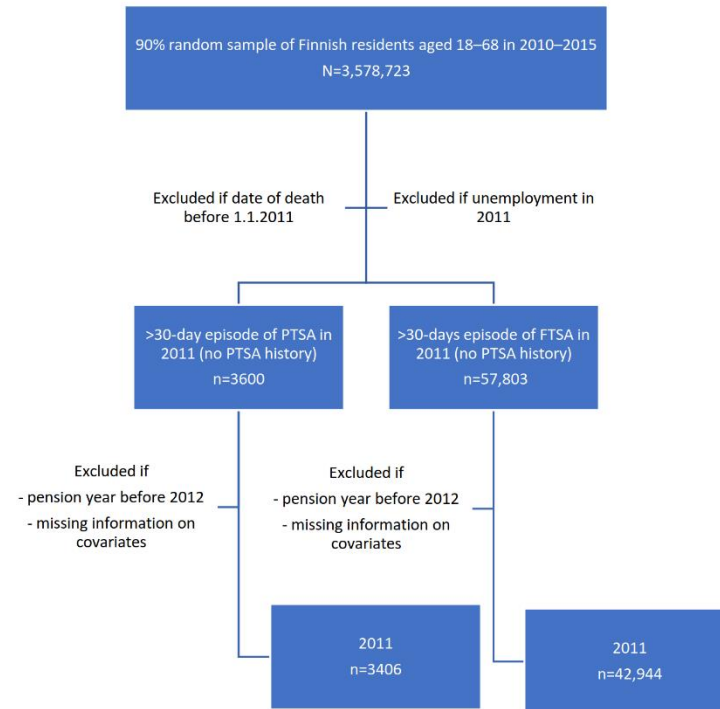 90% random sample of Finnish residents aged 18–68 in 2010–2015
N=3,578,723
Excluded if date of death
before 1.1.2011
Excluded if unemployment in
2011
>30-day episode of PTSA in
2011 (no PTSA history)
n=3600
>30-days episode of FTSA in
2011 (no PTSA history)
n=57,803
Excluded if
- pension year before 2012
- missing information on
covariates
Excluded if
- pension year before 2012
- missing information on
covariates
2011
n=3406
2011
n=42,944